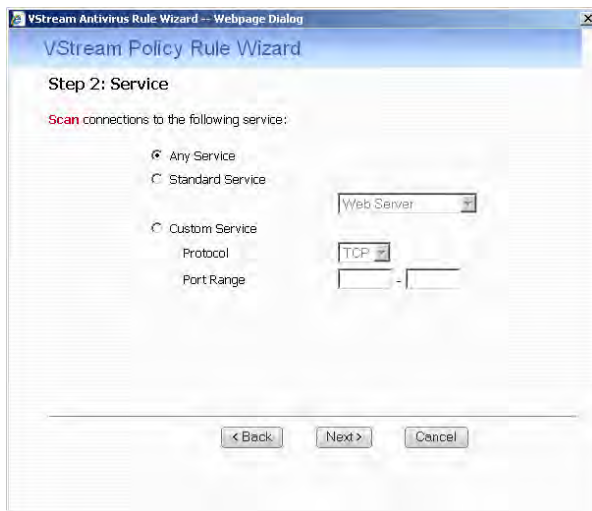 VStream Antivirus Rule Wizard -- Webpage Dialog
VStream Policy Rule Wizard
Step 2: Service
Scan connections to the following service:
Any Service
Standard Service
Web Server
Custom Service
Protocol TCP
Port Range -
< Back Next > Cancel